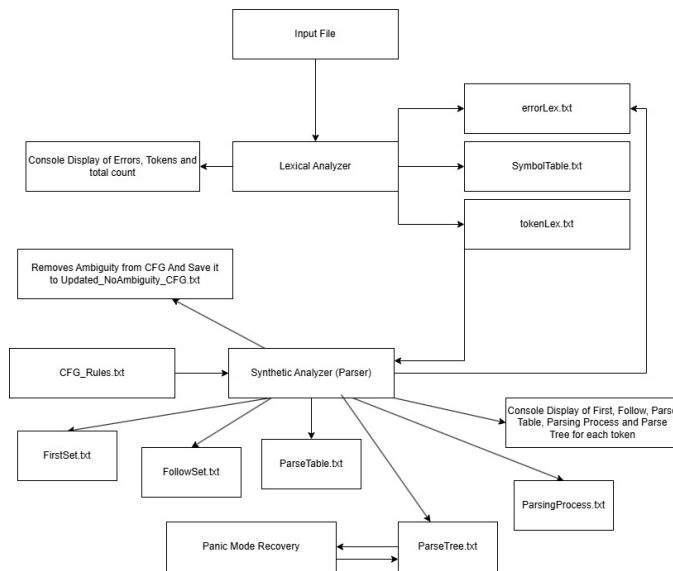 Input File
errorLex.txt
Console Display of Errors, Tokens and
total count
Lexical Analyzer
SymbolTable.txt
tokenLex.txt
Removes Ambiguity from CFG And Save it
to Updated_NoAmbiguity_CFG.txt
CFG_Rules.txt
Synthetic Analyzer (Parser)
Console Display of First, Follow, Parse
Table, Parsing Process and Parse
Tree for each token
FirstSet.txt
FollowSet.txt
ParseTable.txt
ParsingProcess.txt
Panic Mode Recovery
ParseTree.txt